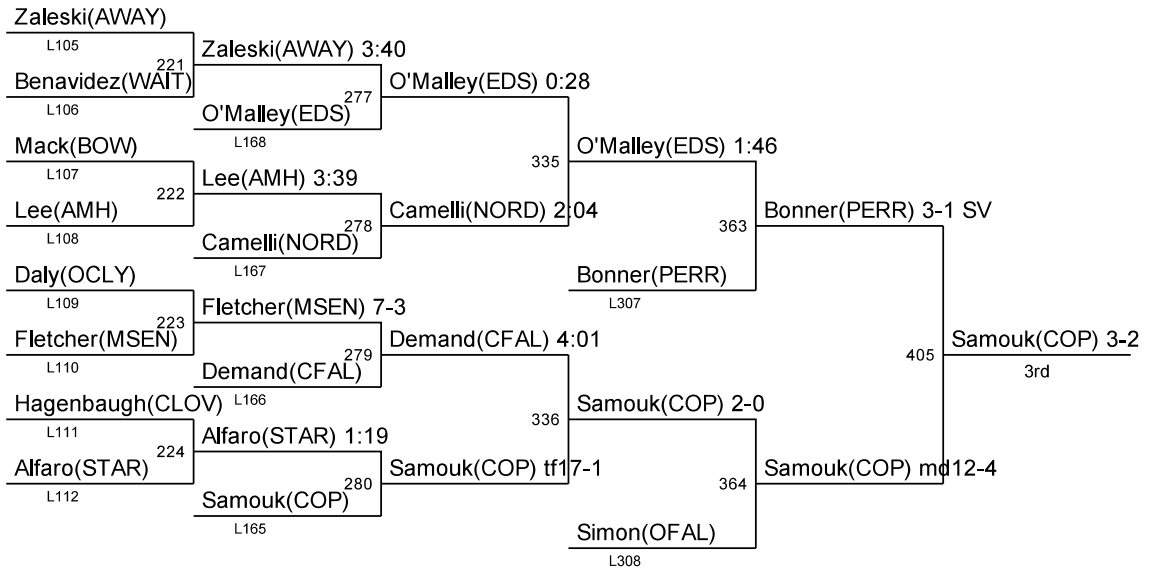 Zaleski(AWAY)
L105
221
Zaleski(AWAY) 3:40
Benavidez(WAIT)
L106
277
O'Malley(EDS) 0:28
O'Malley(EDS)
L168
Mack(BOW)
L107
335
O'Malley(EDS) 1:46
222
Lee(AMH) 3:39
Lee(AMH)
L108
278
Camelli(NORD) 2:04
363
Bonner(PERR) 3-1 SV
Camelli(NORD)
L167
Daly(OCLY)
L109
Bonner(PERR)
L307
223
Fletcher(MSEN) 7-3
Fletcher(MSEN)
L110
279
Demand(CFAL) 4:01
405
Samouk(COP) 3-2
3rd
Demand(CFAL)
L166
Hagenbaugh(CLOV)
L111
336
Samouk(COP) 2-0
224
Alfaro(STAR) 1:19
Alfaro(STAR)
L112
280
Samouk(COP) tf17-1
364
Samouk(COP) md12-4
Samouk(COP)
L165
Simon(OFAL)
L308